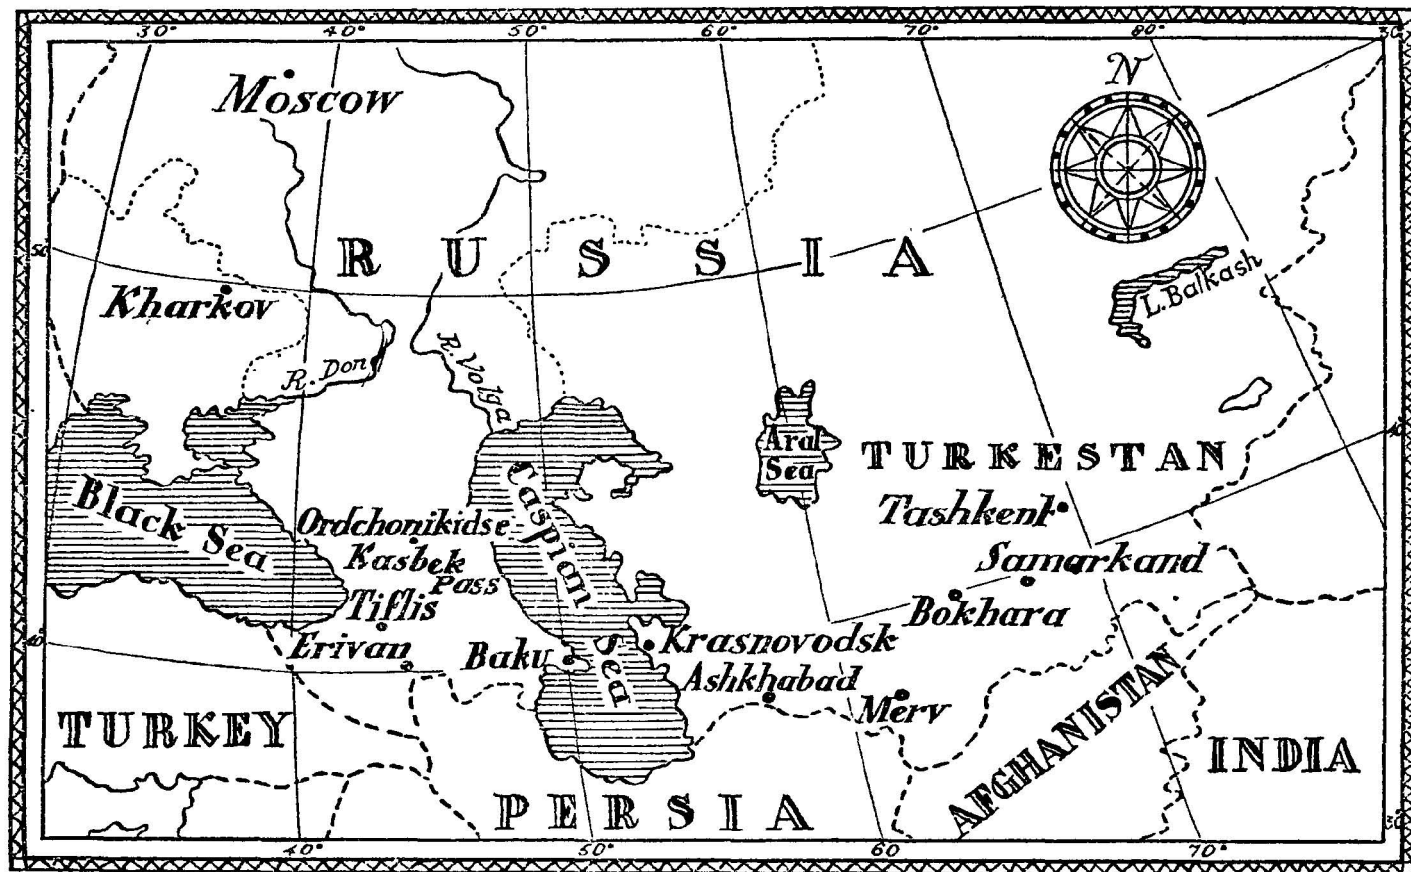 30° 40° 50° 60° 70° 80°
N
Moscow
50
RUSSIA
Kharkov
L. Balkash
R. Don
R. Volga
Aral
Sea
TURKESTAN
Black Sea
Caspian Sea
Tashkent
Ordchonikidse
Kasbek
Pass
Samarkand
Tiflis
Bokhara
40
Erivan
Baku
Krasnovodsk
Ashkhabad
Merv
TURKEY
AFGHANISTAN
INDIA
PERSIA
40° 50° 60 70°